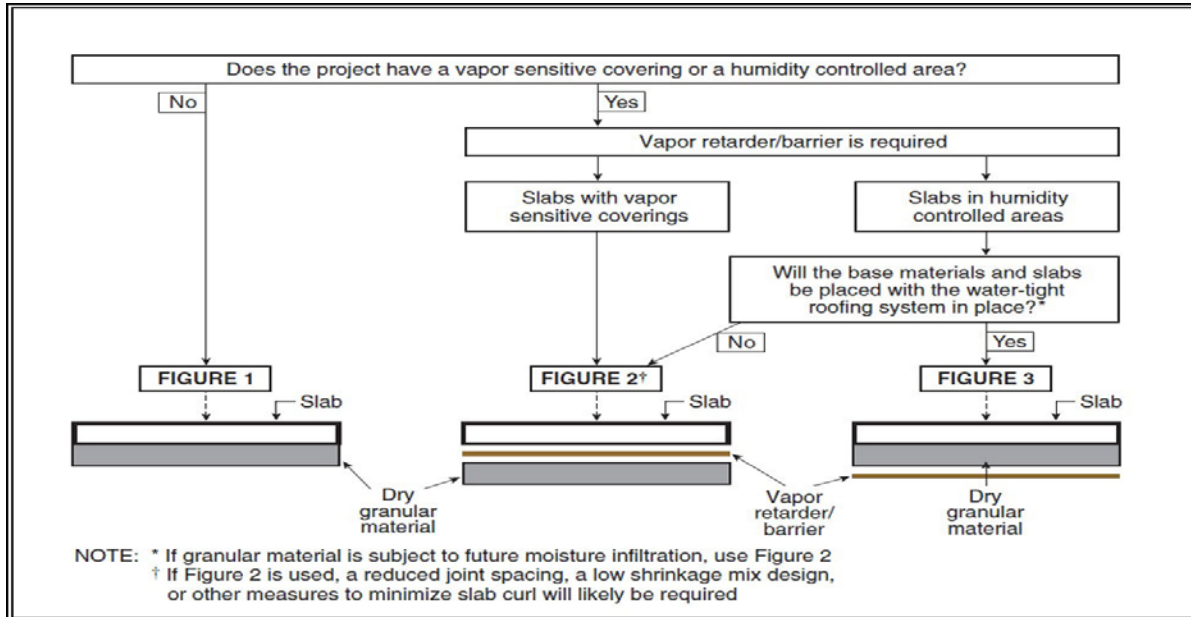 Does the project have a vapor sensitive covering or a humidity controlled area?
No
Yes
Vapor retarder/barrier is required
Slabs with vapor
sensitive coverings
Slabs in humidity
controlled areas
Will the base materials and slabs
be placed with the water-tight
roofing system in place?*
No
Yes
FIGURE 1
FIGURE 2†
FIGURE 3
Slab
Slab
Slab
Dry
granular
material
Vapor
retarder/
barrier
Dry
granular
material
NOTE: * If granular material is subject to future moisture infiltration, use Figure 2
† If Figure 2 is used, a reduced joint spacing, a low shrinkage mix design,
or other measures to minimize slab curl will likely be required